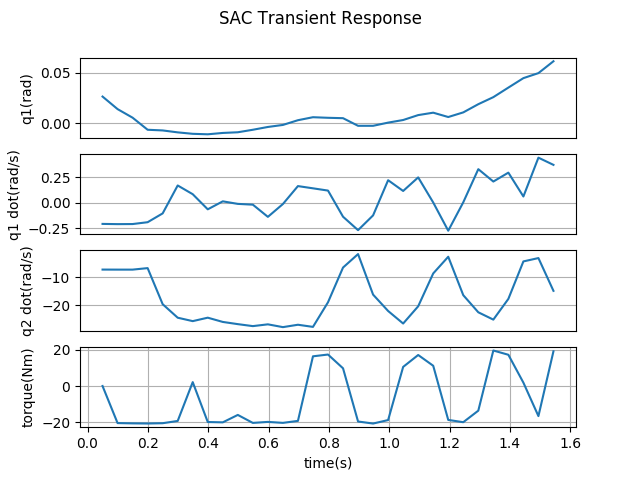 SAC Transient Response
0.05
0.00
q1(rad)
0.25
0.00
−0.25
q1 dot(rad/s)
−10
−20
q2 dot(rad/s)
20
0
−20
torque(Nm)
0.0 0.2 0.4 0.6 0.8 1.0 1.2 1.4 1.6
time(s)